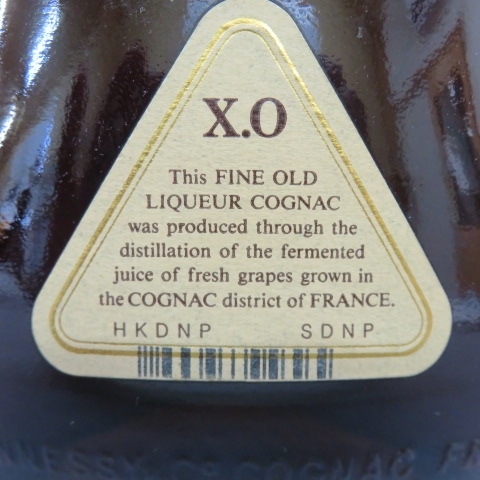 X.O
This FINE OLD
LIQUEUR COGNAC
was produced through the
distillation of the fermented
juice of fresh grapes grown in
the COGNAC district of FRANCE.
HKDNP SDNP
COGNAC